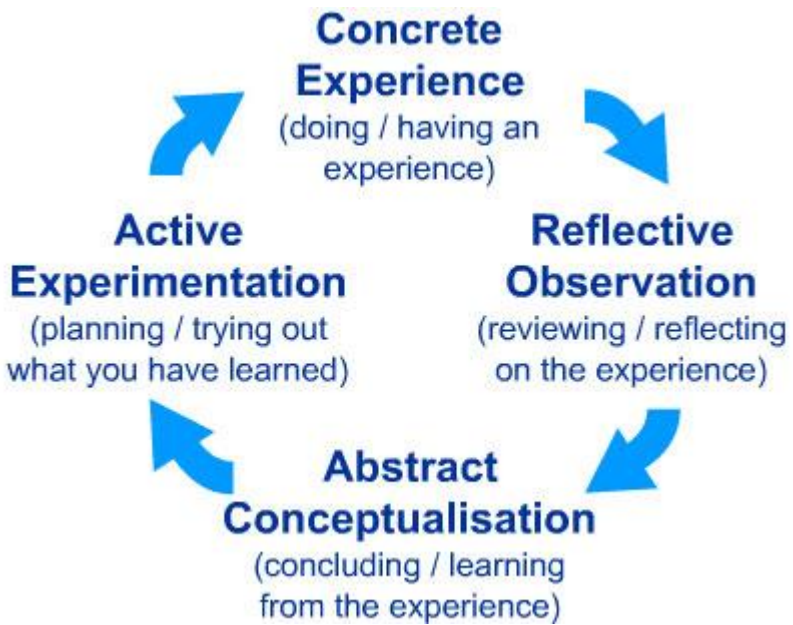 Concrete
Experience
(doing / having an
experience)
Reflective
Observation
(reviewing / reflecting
on the experience)
Abstract
Conceptualisation
(concluding / learning
from the experience)
Active
Experimentation
(planning / trying out
what you have learned)